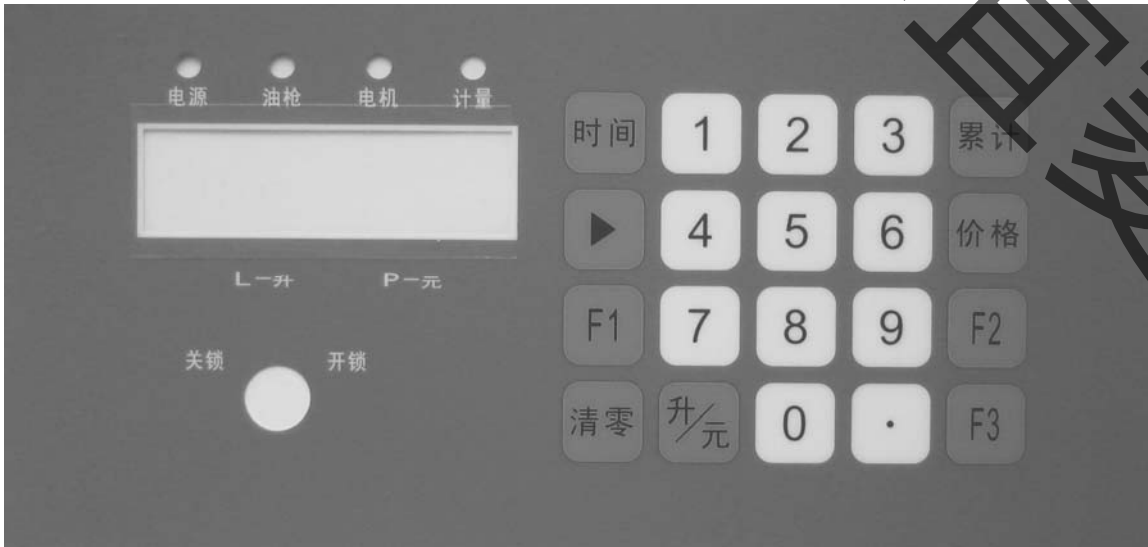 电源 油枪 电机 计量
L－升 P－元
关锁 开锁
时间 1 2 3 累计
▶ 4 5 6 价格
F1 7 8 9 F2
清零 升/元 0 · F3